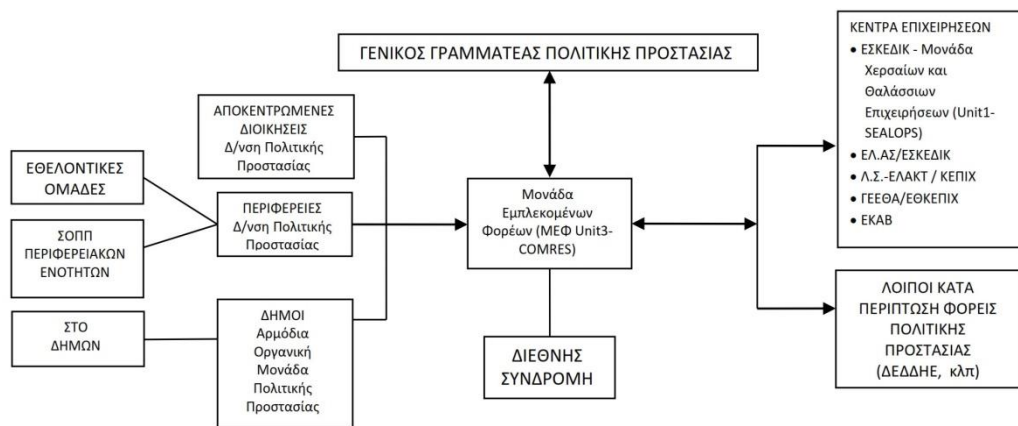 ΓΕΝΙΚΟΣ ΓΡΑΜΜΑΤΕΑΣ ΠΟΛΙΤΙΚΗΣ ΠΡΟΣΤΑΣΙΑΣ
ΑΠΟΚΕΝΤΡΩΜΕΝΕΣ
ΔΙΟΙΚΗΣΕΙΣ
Δ/νση Πολιτικής
Προστασίας
ΕΘΕΛΟΝΤΙΚΕΣ
ΟΜΑΔΕΣ
ΠΕΡΙΦΕΡΕΙΕΣ
Δ/νση Πολιτικής
Προστασίας
ΣΟΠΠ
ΠΕΡΙΦΕΡΕΙΑΚΩΝ
ΕΝΟΤΗΤΩΝ
ΣΤΟ
ΔΗΜΩΝ
ΔΗΜΟΙ
Αρμόδια
Οργανική
Μονάδα
Πολιτικής
Προστασίας
Μονάδα
Εμπλεκομένων
Φορέων (ΜΕΦ Unit3-
COMRES)
ΔΙΕΘΝΗΣ
ΣΥΝΔΡΟΜΗ
ΚΕΝΤΡΑ ΕΠΙΧΕΙΡΗΣΕΩΝ
• ΕΣΚΕΔΙΚ - Μονάδα
Χερσαίων και
Θαλάσσιων
Επιχειρήσεων (Unit1-
SEALOPS)
• ΕΛ.ΑΣ/ΕΣΚΕΔΙΚ
• Λ.Σ.-ΕΛΑΚΤ / ΚΕΠΙΧ
• ΓΕΕΘΑ/ΕΘΚΕΠΙΧ
• ΕΚΑΒ
ΛΟΙΠΟΙ ΚΑΤΑ
ΠΕΡΙΠΤΩΣΗ ΦΟΡΕΙΣ
ΠΟΛΙΤΙΚΗΣ
ΠΡΟΣΤΑΣΙΑΣ
(ΔΕΔΔΗΕ, κλπ)